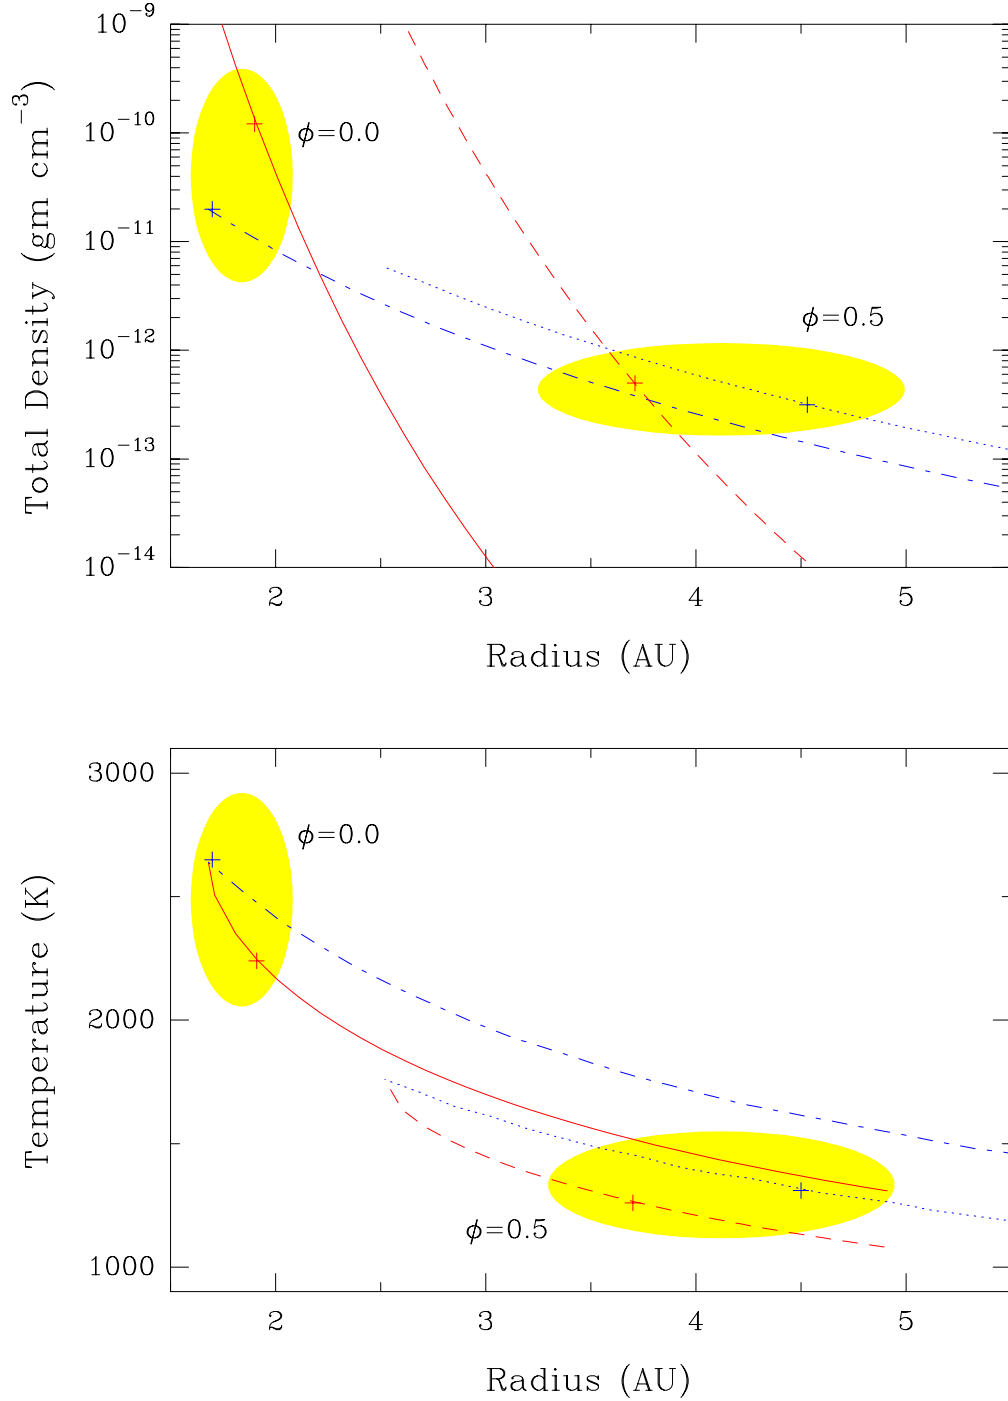 10⁻⁹
10⁻¹⁰
10⁻¹¹
10⁻¹²
10⁻¹³
10⁻¹⁴
Total Density (gm cm⁻³)
ϕ=0.0
ϕ=0.5
2 3 4 5
Radius (AU)
3000
2000
1000
Temperature (K)
ϕ=0.0
ϕ=0.5
2 3 4 5
Radius (AU)